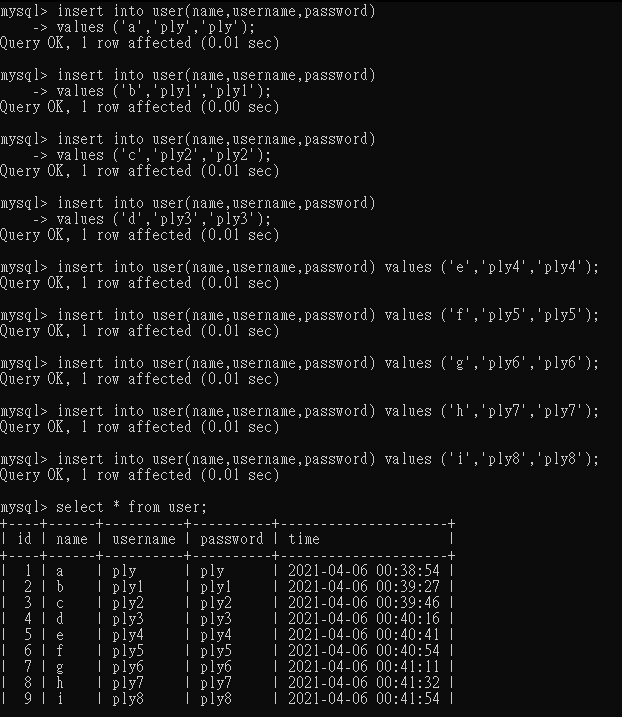 mysql> insert into user(name,username,password)
    -> values ('a','ply','ply');
Query OK, 1 row affected (0.01 sec)

mysql> insert into user(name,username,password)
    -> values ('b','ply1','ply1');
Query OK, 1 row affected (0.00 sec)

mysql> insert into user(name,username,password)
    -> values ('c','ply2','ply2');
Query OK, 1 row affected (0.01 sec)

mysql> insert into user(name,username,password)
    -> values ('d','ply3','ply3');
Query OK, 1 row affected (0.01 sec)

mysql> insert into user(name,username,password) values ('e','ply4','ply4');
Query OK, 1 row affected (0.01 sec)

mysql> insert into user(name,username,password) values ('f','ply5','ply5');
Query OK, 1 row affected (0.01 sec)

mysql> insert into user(name,username,password) values ('g','ply6','ply6');
Query OK, 1 row affected (0.01 sec)

mysql> insert into user(name,username,password) values ('h','ply7','ply7');
Query OK, 1 row affected (0.01 sec)

mysql> insert into user(name,username,password) values ('i','ply8','ply8');
Query OK, 1 row affected (0.01 sec)

mysql> select * from user;
+----+------+----------+----------+---------------------+
| id | name | username | password | time                |
+----+------+----------+----------+---------------------+
|  1 | a    | ply      | ply      | 2021-04-06 00:38:54 |
|  2 | b    | ply1     | ply1     | 2021-04-06 00:39:27 |
|  3 | c    | ply2     | ply2     | 2021-04-06 00:39:46 |
|  4 | d    | ply3     | ply3     | 2021-04-06 00:40:16 |
|  5 | e    | ply4     | ply4     | 2021-04-06 00:40:41 |
|  6 | f    | ply5     | ply5     | 2021-04-06 00:40:54 |
|  7 | g    | ply6     | ply6     | 2021-04-06 00:41:11 |
|  8 | h    | ply7     | ply7     | 2021-04-06 00:41:32 |
|  9 | i    | ply8     | ply8     | 2021-04-06 00:41:54 |